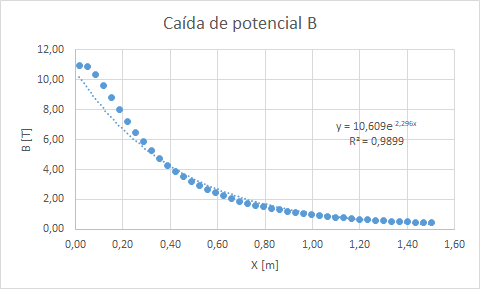 Caída de potencial B
12,00
10,00
8,00
6,00
4,00
2,00
0,00
B [T]
y = 10,609e^-2,296x
R² = 0,9899
0,00 0,20 0,40 0,60 0,80 1,00 1,20 1,40 1,60
X [m]